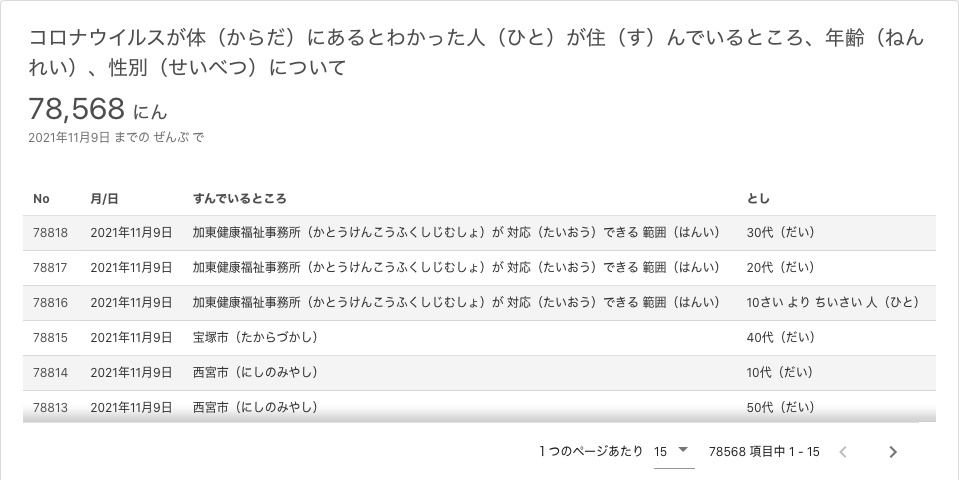 コロナウイルスが体（からだ）にあるとわかった人（ひと）が住（す）んでいるところ、年齢（ねん
れい）、性別（せいべつ）について
78,568 にん
2021年11月9日 までの ぜんぶ で
No 月/日 すんでいるところ とし
78818 2021年11月9日 加東健康福祉事務所（かとうけんこうふくしじむしょ）が 対応（たいおう）できる 範囲（はんい） 30代（だい）
78817 2021年11月9日 加東健康福祉事務所（かとうけんこうふくしじむしょ）が 対応（たいおう）できる 範囲（はんい） 20代（だい）
78816 2021年11月9日 加東健康福祉事務所（かとうけんこうふくしじむしょ）が 対応（たいおう）できる 範囲（はんい） 10さい より ちいさい 人（ひと）
78815 2021年11月9日 宝塚市（たからづかし） 40代（だい）
78814 2021年11月9日 西宮市（にしのみやし） 10代（だい）
78813 2021年11月9日 西宮市（にしのみやし） 50代（だい）
1 つのページあたり 15 78568 項目中 1 - 15